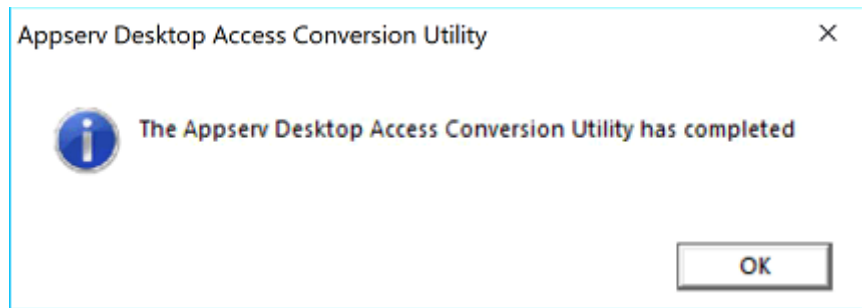 Appserv Desktop Access Conversion Utility
The Appserv Desktop Access Conversion Utility has completed
OK